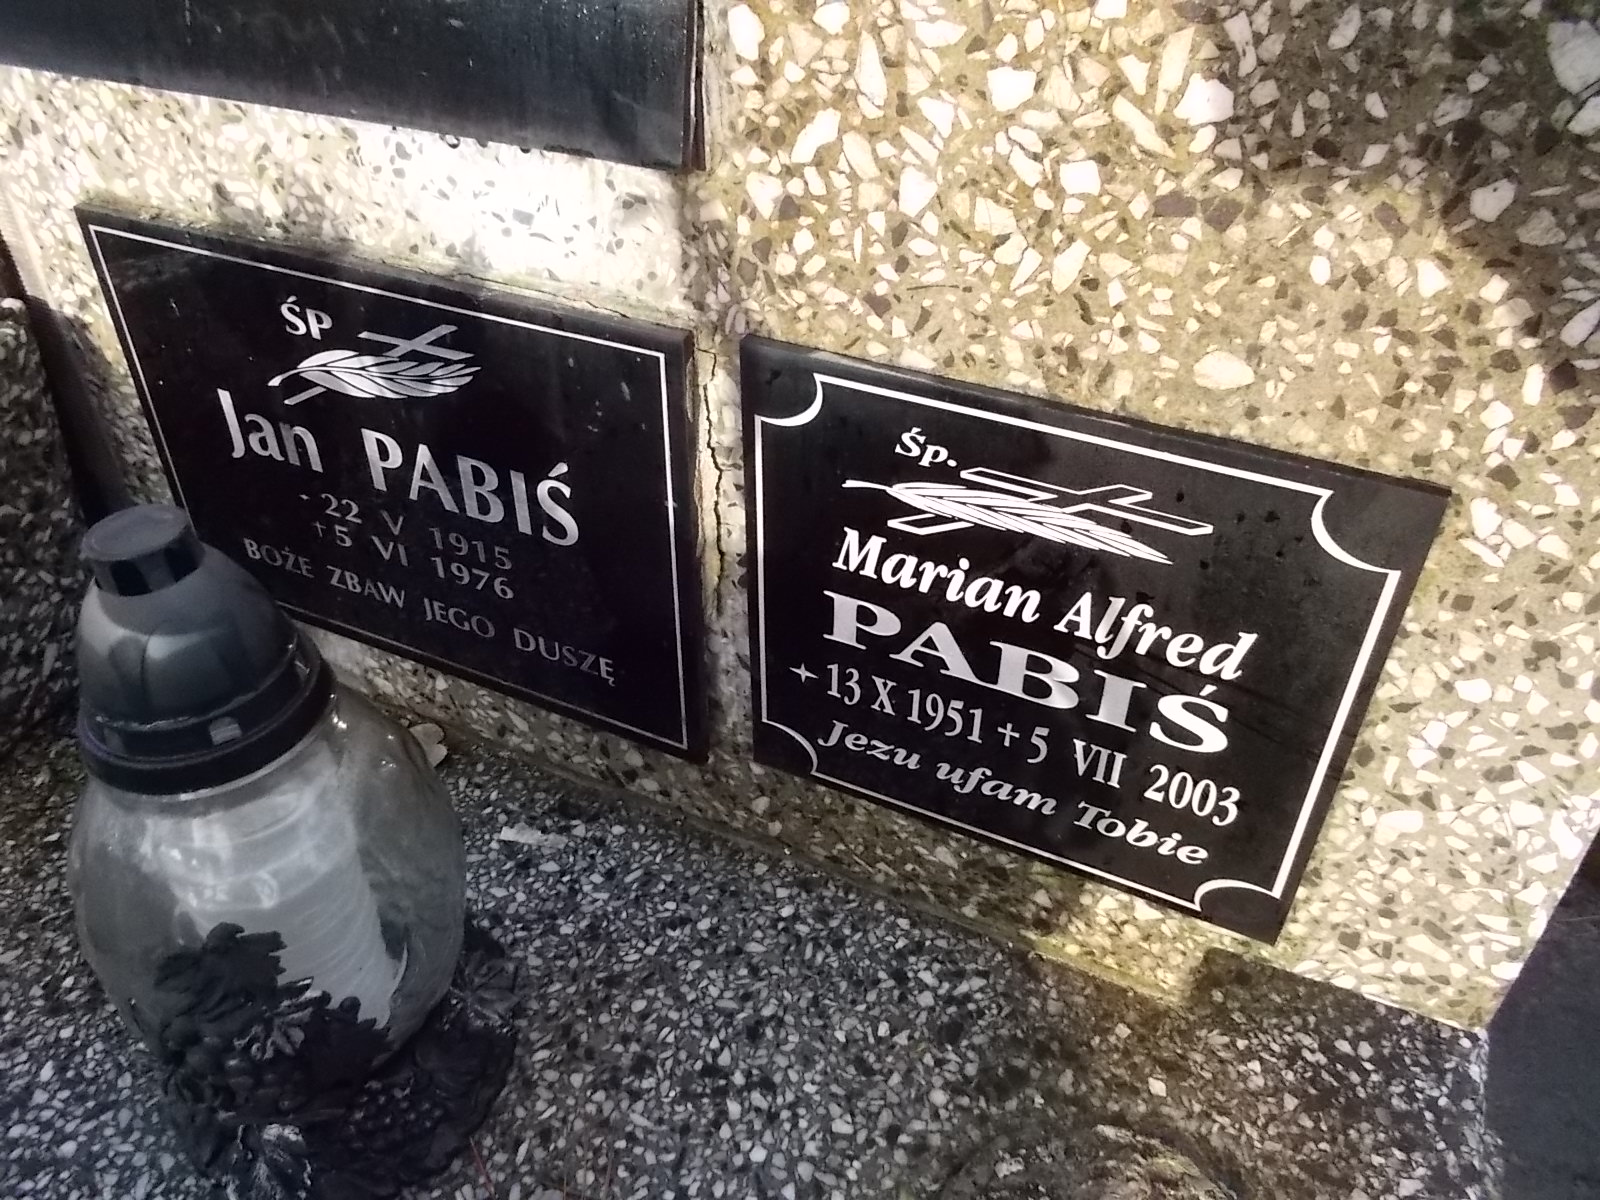 ŚP
Jan PABIŚ
* 22 V 1915
† 5 VI 1976
BOŻE ZBAW JEGO DUSZĘ
Śp.
Marian Alfred
PABIŚ
* 13 X 1951 † 5 VII 2003
Jezu ufam Tobie